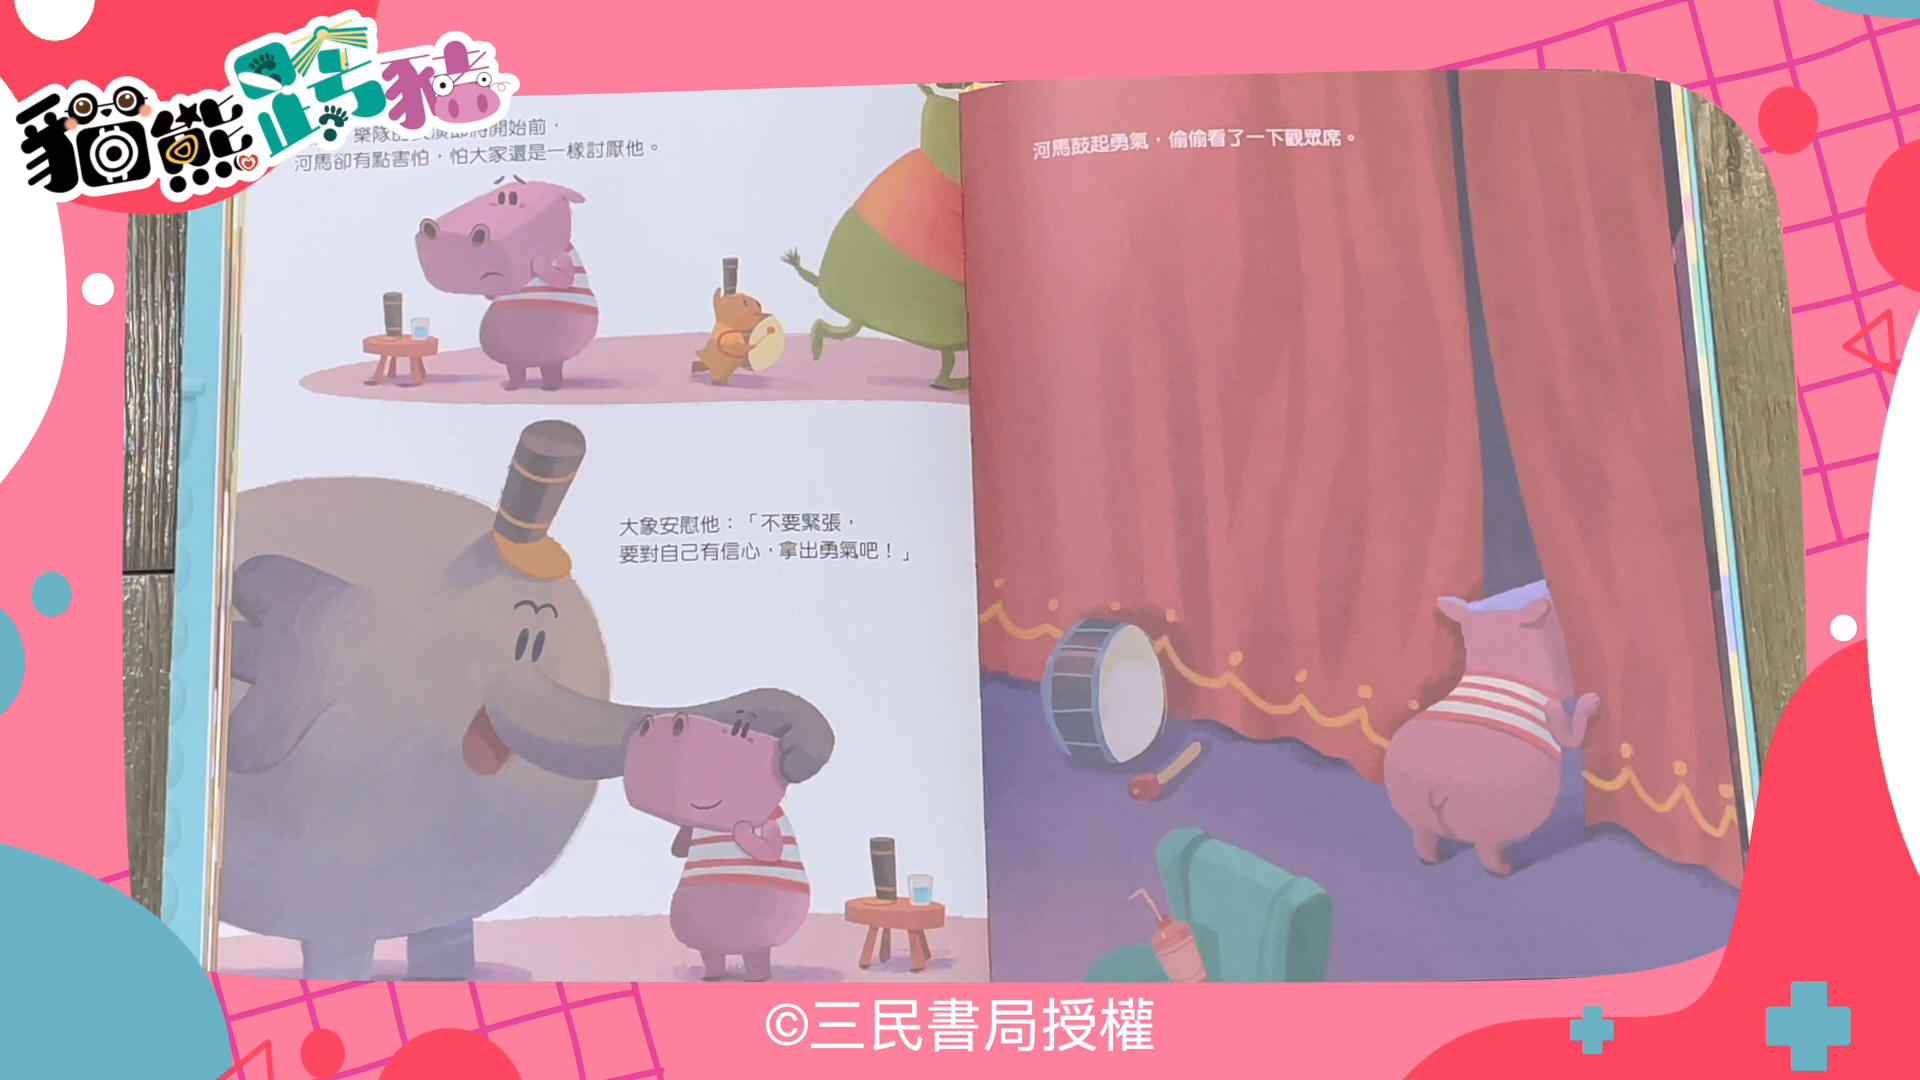 貓熊跨豬
樂隊的表演即將開始前，
河馬卻有點害怕，怕大家還是一樣討厭他。
大象安慰他：「不要緊張，
要對自己有信心，拿出勇氣吧！」
河馬鼓起勇氣，偷偷看了一下觀眾席。
©三民書局授權